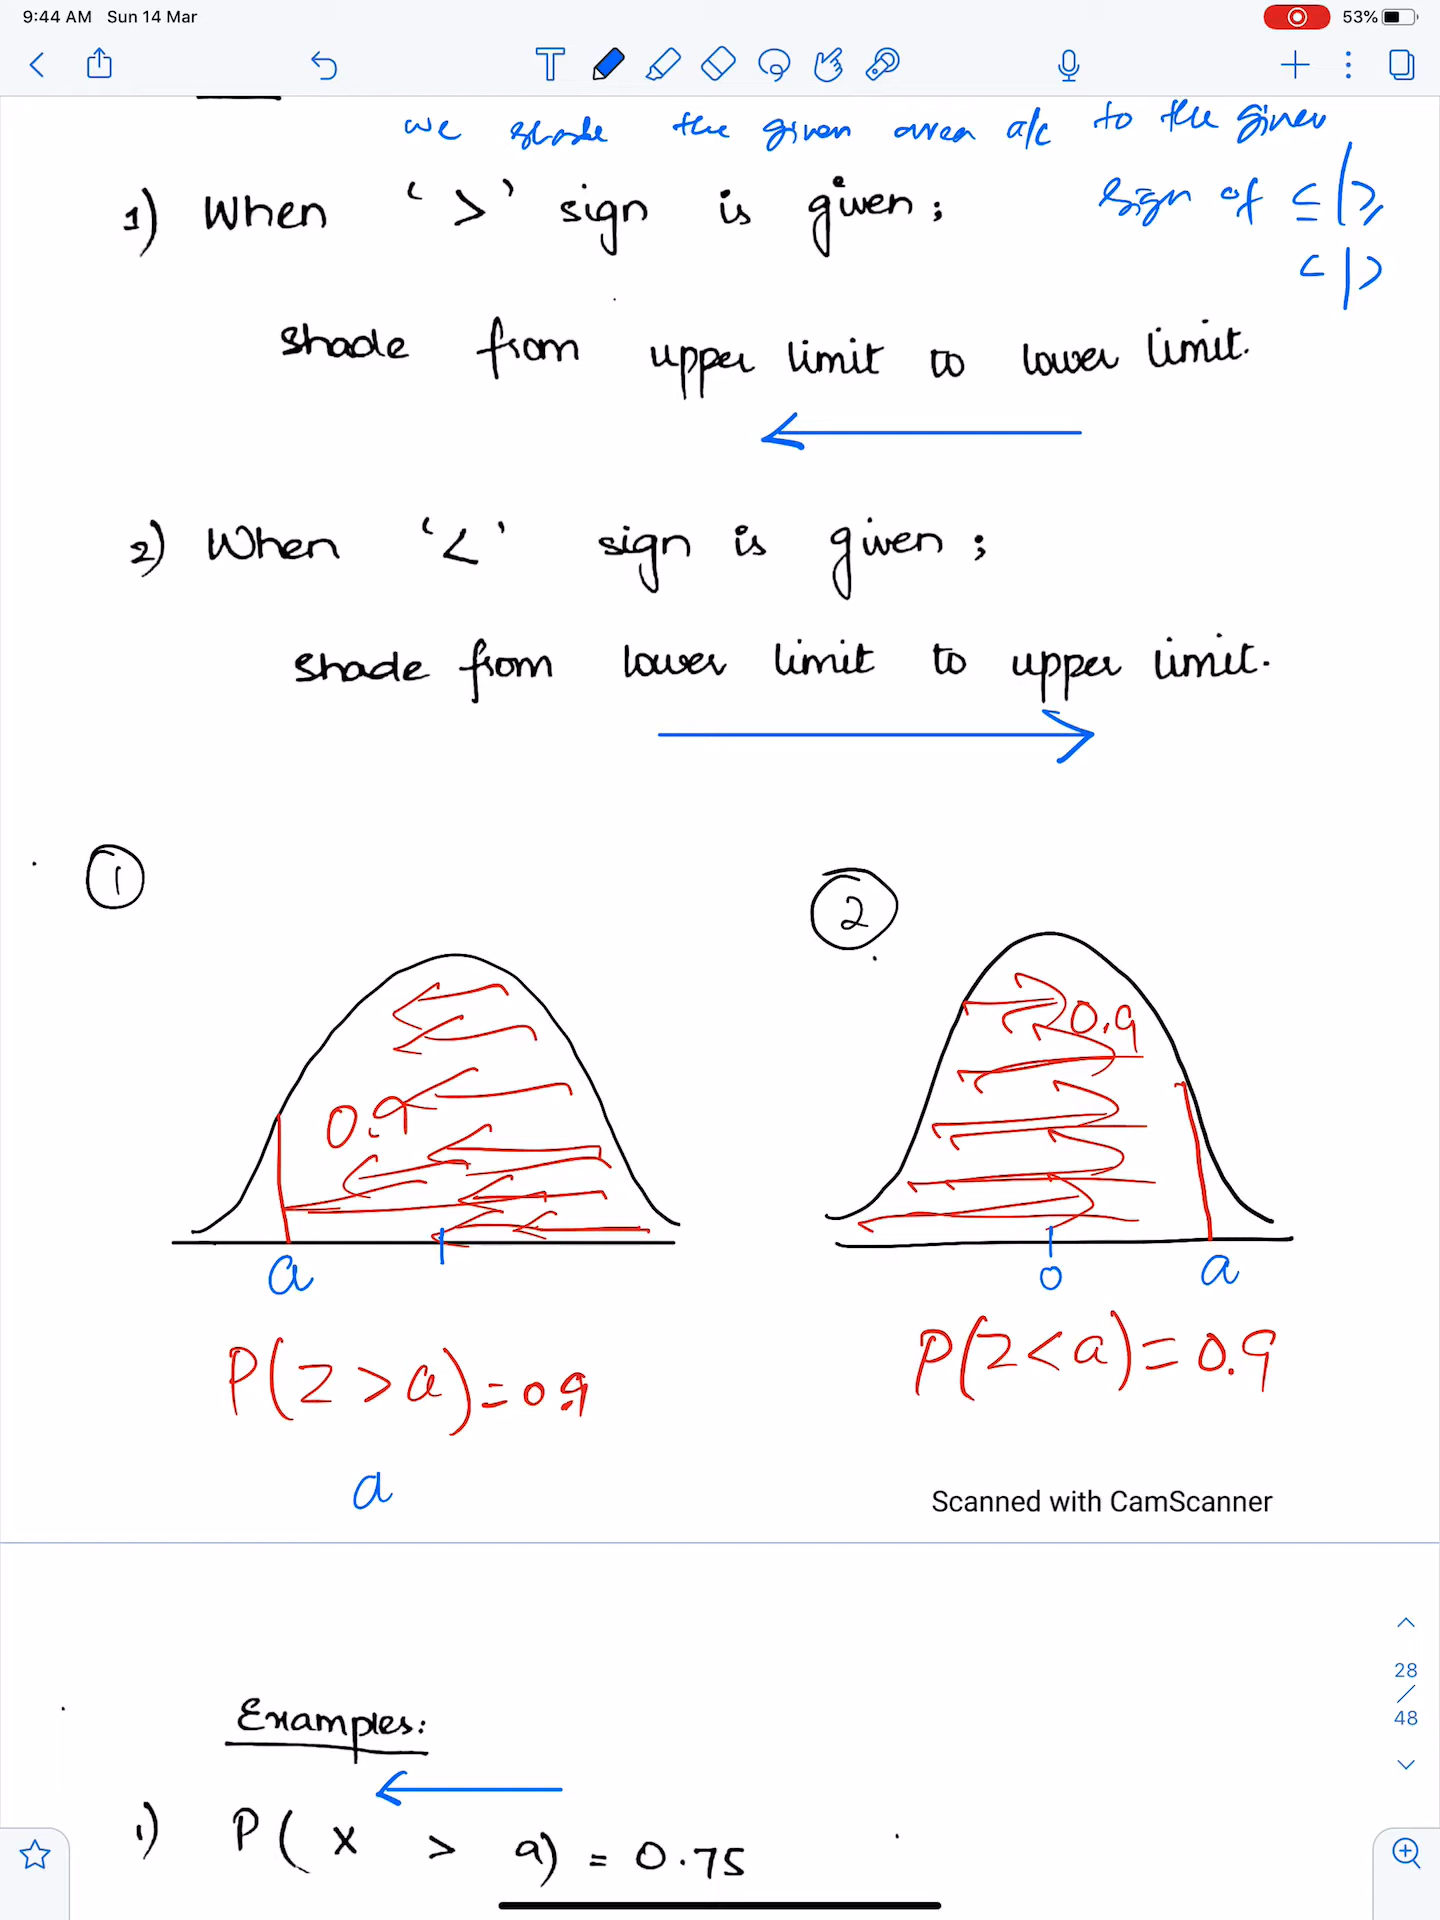 9:44 AM Sun 14 Mar
53%
we shade the given area a/c to the given
sign of ≤ | ≥,
< | >
1) When '>' sign is given;
shade from upper limit to lower limit.
2) When '<' sign is given;
shade from lower limit to upper limit.
1
2
0.9
0.9
a
0
a
P(Z > a) = 0.9
P(Z < a) = 0.9
a
Scanned with CamScanner
28
/
48
Examples:
1) P( x > a) = 0.75